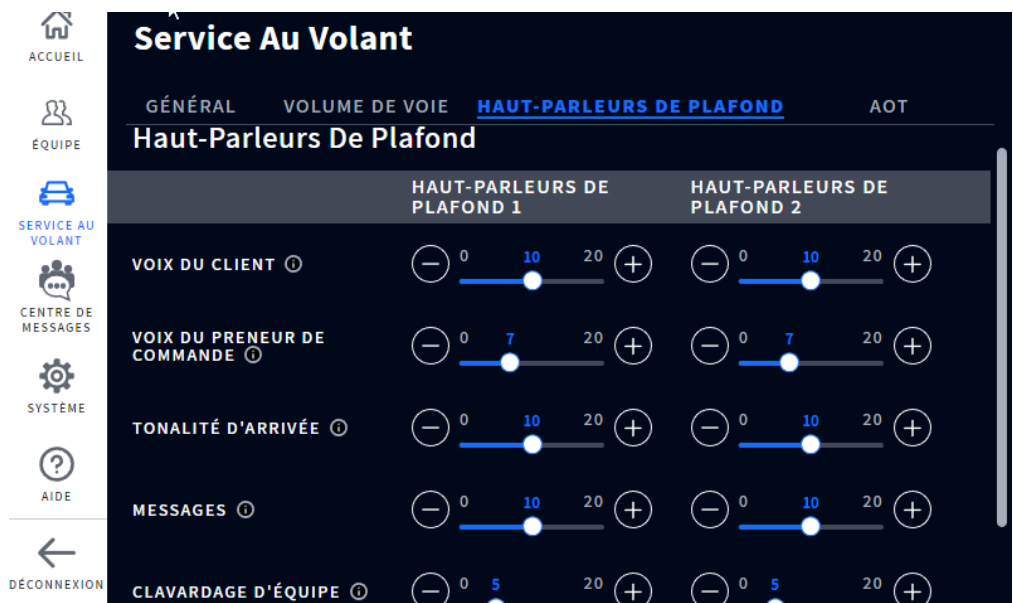 ACCUEIL
ÉQUIPE
SERVICE AU
VOLANT
CENTRE DE
MESSAGES
SYSTÈME
AIDE
DÉCONNEXION
Service Au Volant
GÉNÉRAL VOLUME DE VOIE HAUT-PARLEURS DE PLAFOND AOT
Haut-Parleurs De Plafond
HAUT-PARLEURS DE PLAFOND 1 HAUT-PARLEURS DE PLAFOND 2
VOIX DU CLIENT 0 10 20 0 10 20
VOIX DU PRENEUR DE
COMMANDE 0 7 20 0 7 20
TONALITÉ D'ARRIVÉE 0 10 20 0 10 20
MESSAGES 0 10 20 0 10 20
CLAVARDAGE D'ÉQUIPE 0 5 20 0 5 20